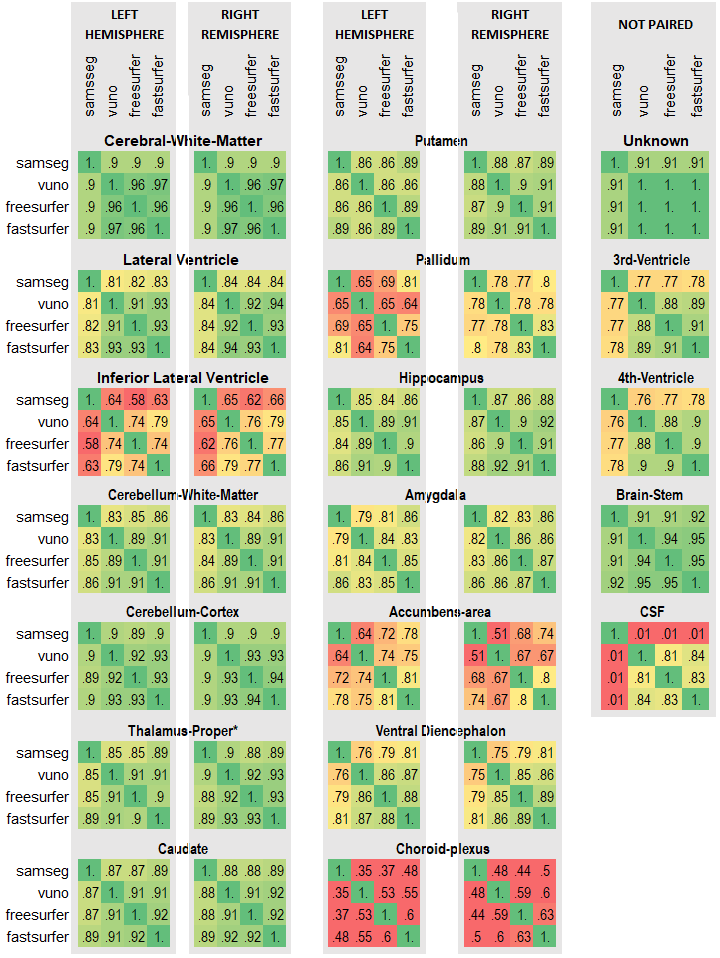 LEFT HEMISPHERE RIGHT REMISPHERE LEFT HEMISPHERE RIGHT REMISPHERE NOT PAIRED
samsseg vuno freesurfer fastsurfer samseg vuno freesurfer fastsurfer samsseg vuno freesurfer fastsurfer samseg vuno freesurfer fastsurfer samseg vuno freesurfer fastsurfer
Cerebral-White-Matter Putamen Unknown
samseg 1. .9 .9 .9 1. .9 .9 .9 1. .86 .86 .89 1. .88 .87 .89 1. .91 .91 .91
vuno .9 1. .96 .97 .9 1. .96 .97 .86 1. .86 .86 .88 1. .9 .91 .91 1. 1. 1.
freesurfer .9 .96 1. .96 .9 .96 1. .96 .86 .86 1. .89 .87 .9 1. .91 .91 1. 1. 1.
fastsurfer .9 .97 .96 1. .9 .97 .96 1. .89 .86 .89 1. .89 .91 .91 1. .91 1. 1. 1.
Lateral Ventricle Pallidum 3rd-Ventricle
samseg 1. .81 .82 .83 1. .84 .84 .84 1. .65 .69 .81 1. .78 .77 .8 1. .77 .77 .78
vuno .81 1. .91 .93 .84 1. .92 .94 .65 1. .65 .64 .78 1. .78 .78 .77 1. .88 .89
freesurfer .82 .91 1. .93 .84 .92 1. .93 .69 .65 1. .75 .77 .78 1. .83 .77 .88 1. .91
fastsurfer .83 .93 .93 1. .84 .94 .93 1. .81 .64 .75 1. .8 .78 .83 1. .78 .89 .91 1.
Inferior Lateral Ventricle Hippocampus 4th-Ventricle
samseg 1. .64 .58 .63 1. .65 .62 .66 1. .85 .84 .86 1. .87 .86 .88 1. .76 .77 .78
vuno .64 1. .74 .79 .65 1. .76 .79 .85 1. .89 .91 .87 1. .9 .92 .76 1. .88 .9
freesurfer .58 .74 1. .74 .62 .76 1. .77 .84 .89 1. .9 .86 .9 1. .91 .77 .88 1. .9
fastsurfer .63 .79 .74 1. .66 .79 .77 1. .86 .91 .9 1. .88 .92 .91 1. .78 .9 .9 1.
Cerebellum-White-Matter Amygdala Brain-Stem
samseg 1. .83 .85 .86 1. .83 .84 .86 1. .79 .81 .86 1. .82 .83 .86 1. .91 .91 .92
vuno .83 1. .89 .91 .83 1. .89 .91 .79 1. .84 .83 .82 1. .86 .86 .91 1. .94 .95
freesurfer .85 .89 1. .91 .84 .89 1. .91 .81 .84 1. .85 .83 .86 1. .87 .91 .94 1. .95
fastsurfer .86 .91 .91 1. .86 .91 .91 1. .86 .83 .85 1. .86 .86 .87 1. .92 .95 .95 1.
Cerebellum-Cortex Accumbens-area CSF
samseg 1. .9 .89 .9 1. .9 .9 .9 1. .64 .72 .78 1. .51 .68 .74 1. .01 .01 .01
vuno .9 1. .92 .93 .9 1. .93 .93 .64 1. .74 .75 .51 1. .67 .67 .01 1. .81 .84
freesurfer .89 .92 1. .93 .9 .93 1. .94 .72 .74 1. .81 .68 .67 1. .8 .01 .81 1. .83
fastsurfer .9 .93 .93 1. .9 .93 .94 1. .78 .75 .81 1. .74 .67 .8 1. .01 .84 .83 1.
Thalamus-Proper* Ventral Diencephalon
samseg 1. .85 .85 .89 1. .9 .88 .89 1. .76 .79 .81 1. .75 .79 .81
vuno .85 1. .91 .91 .9 1. .92 .93 .76 1. .86 .87 .75 1. .85 .86
freesurfer .85 .91 1. .9 .88 .92 1. .93 .79 .86 1. .88 .79 .85 1. .89
fastsurfer .89 .91 .9 1. .89 .93 .93 1. .81 .87 .88 1. .81 .86 .89 1.
Caudate Choroid-plexus
samseg 1. .87 .87 .89 1. .88 .88 .89 1. .35 .37 .48 1. .48 .44 .5
vuno .87 1. .91 .91 .88 1. .91 .92 .35 1. .53 .55 .48 1. .59 .6
freesurfer .87 .91 1. .92 .88 .91 1. .92 .37 .53 1. .6 .44 .59 1. .63
fastsurfer .89 .91 .92 1. .89 .92 .92 1. .48 .55 .6 1. .5 .6 .63 1.